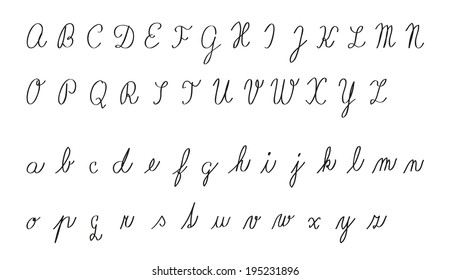 A B C D E F G H I J K L M N
O P Q R S T U V W X Y Z
a b c d e f g h i j k l m n
o p q r s t u v w x y z
shutterstock.com · 195231896